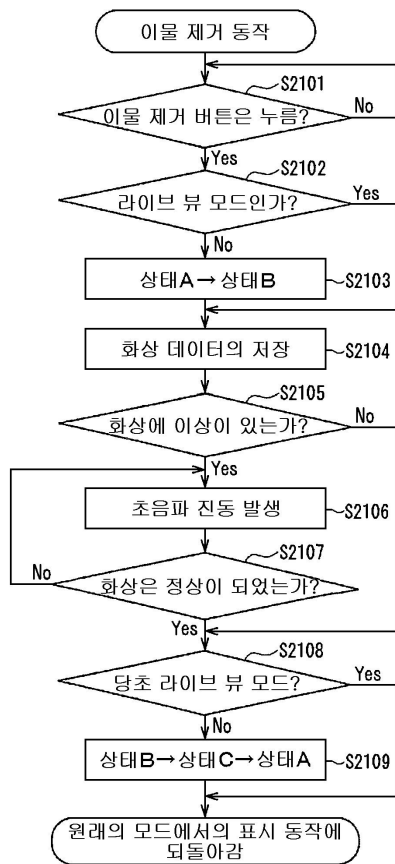 이물 제거 동작
S2101
이물 제거 버튼은 누름?
No
Yes
S2102
라이브 뷰 모드인가?
Yes
No
상태A→상태B
S2103
화상 데이터의 저장
S2104
S2105
화상에 이상이 있는가?
No
Yes
초음파 진동 발생
S2106
S2107
No
화상은 정상이 되었는가?
Yes
S2108
당초 라이브 뷰 모드?
Yes
No
상태B→상태C→상태A
S2109
원래의 모드에서의 표시 동작에
되돌아감